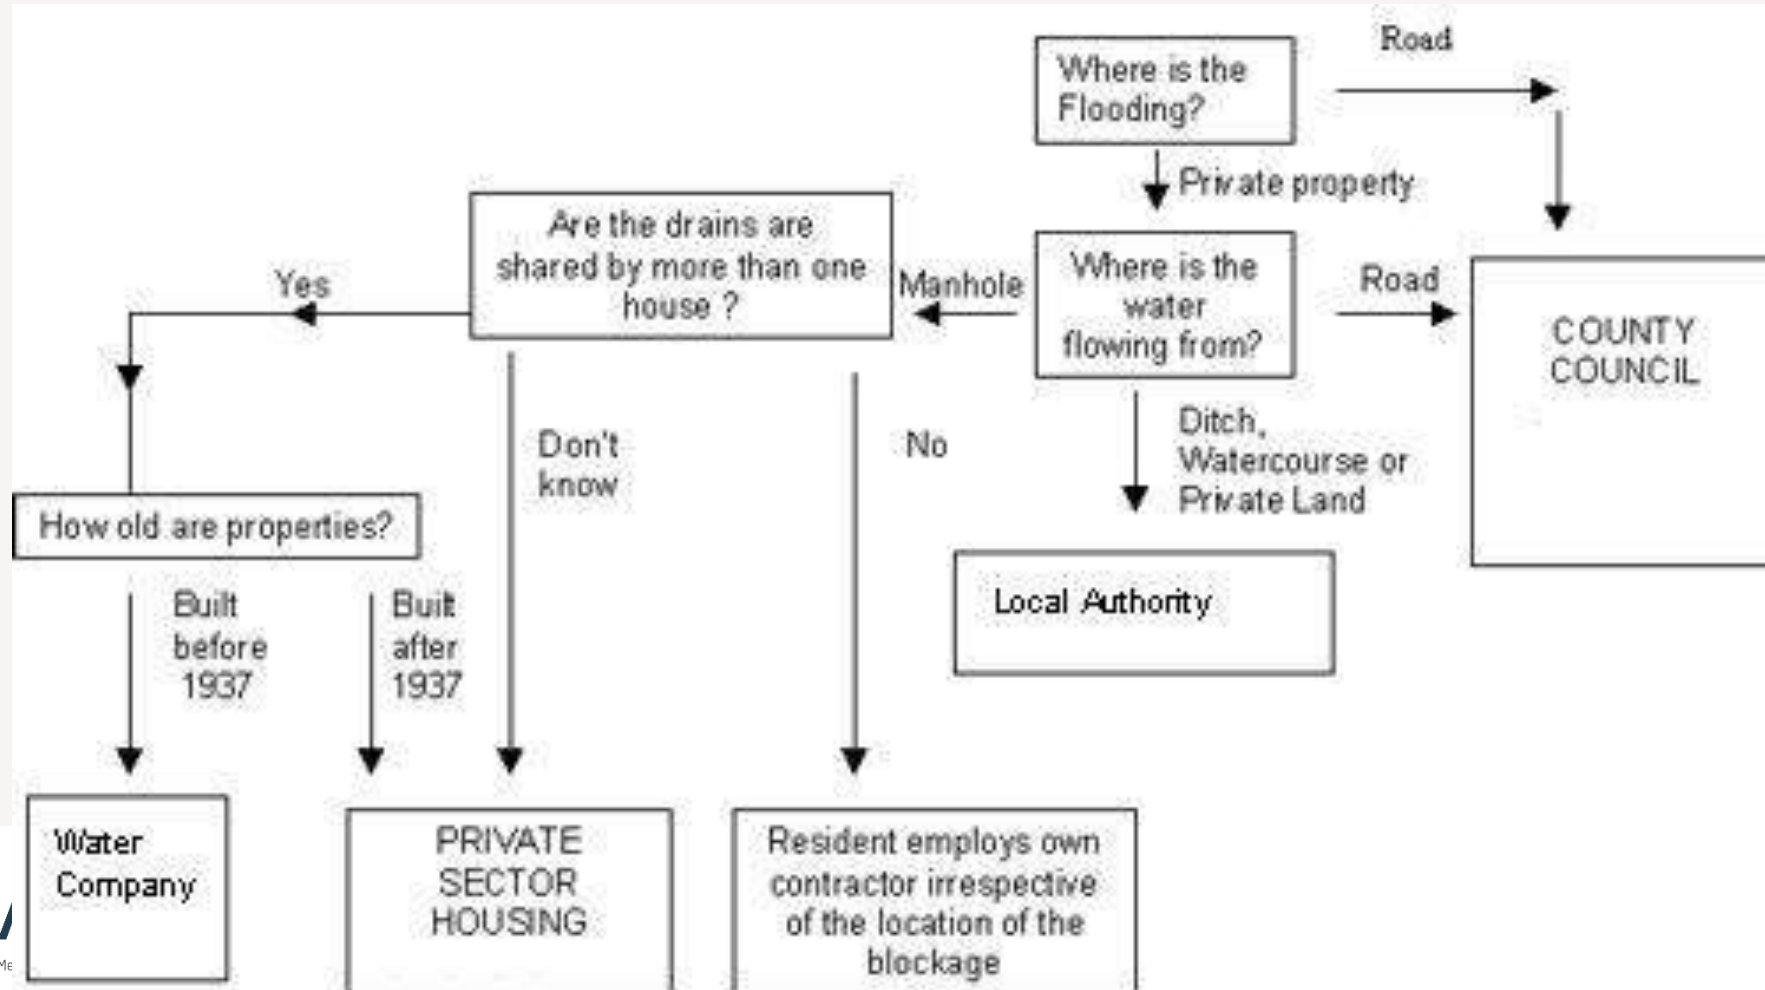 Road
Where is the
Flooding?
Private property
Are the drains are
shared by more than one
house ?
Yes
Manhole
Where is the
water
flowing from?
Road
COUNTY
COUNCIL
Don't
know
No
Ditch,
Watercourse or
Private Land
How old are properties?
Local Authority
Built
before
1937
Built
after
1937
Water
Company
PRIVATE
SECTOR
HOUSING
Resident employs own
contractor irrespective
of the location of the
blockage